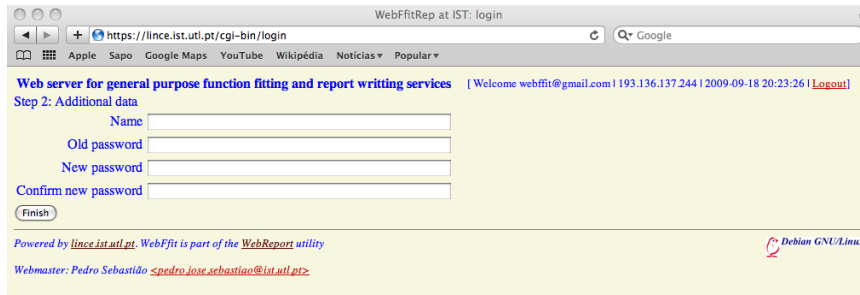 WebFfitRep at IST: login
https://lince.ist.utl.pt/cgi-bin/login
Google
Apple Sapo Google Maps YouTube Wikipédia Notícias Popular
Web server for general purpose function fitting and report writting services [ Welcome webffit@gmail.com | 193.136.137.244 | 2009-09-18 20:23:26 | Logout]
Step 2: Additional data
Name
Old password
New password
Confirm new password
Finish
Powered by lince.ist.utl.pt. WebFfit is part of the WebReport utility
Debian GNU/Linux
Webmaster: Pedro Sebastião <pedro.jose.sebastiao@ist.utl.pt>